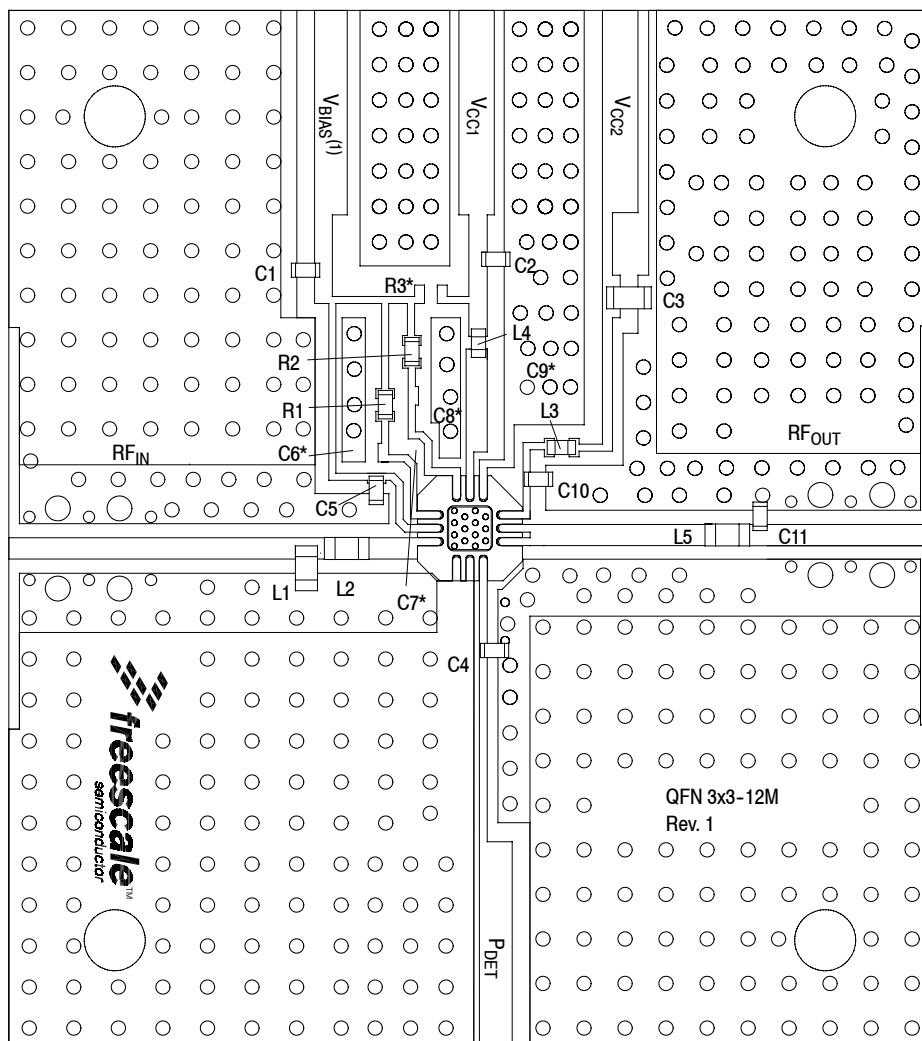 VBIAS(1)
VCC1
VCC2
C1
C2
R3*
C3
L4
R2
C9*
R1
C8*
L3
RFOUT
RFIN
C6*
C5
C10
L5
C11
L1
L2
C7*
C4
freescale™
semiconductor
QFN 3x3-12M
Rev. 1
PDET